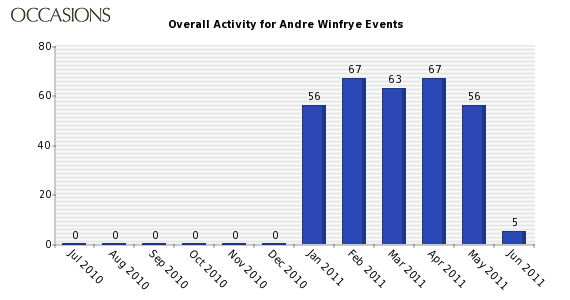 OCCASIONS
Overall Activity for Andre Winfrye Events
80
60
40
20
0
0
0
0
0
0
0
56
67
63
67
56
5
Jul 2010
Aug 2010
Sep 2010
Oct 2010
Nov 2010
Dec 2010
Jan 2011
Feb 2011
Mar 2011
Apr 2011
May 2011
Jun 2011